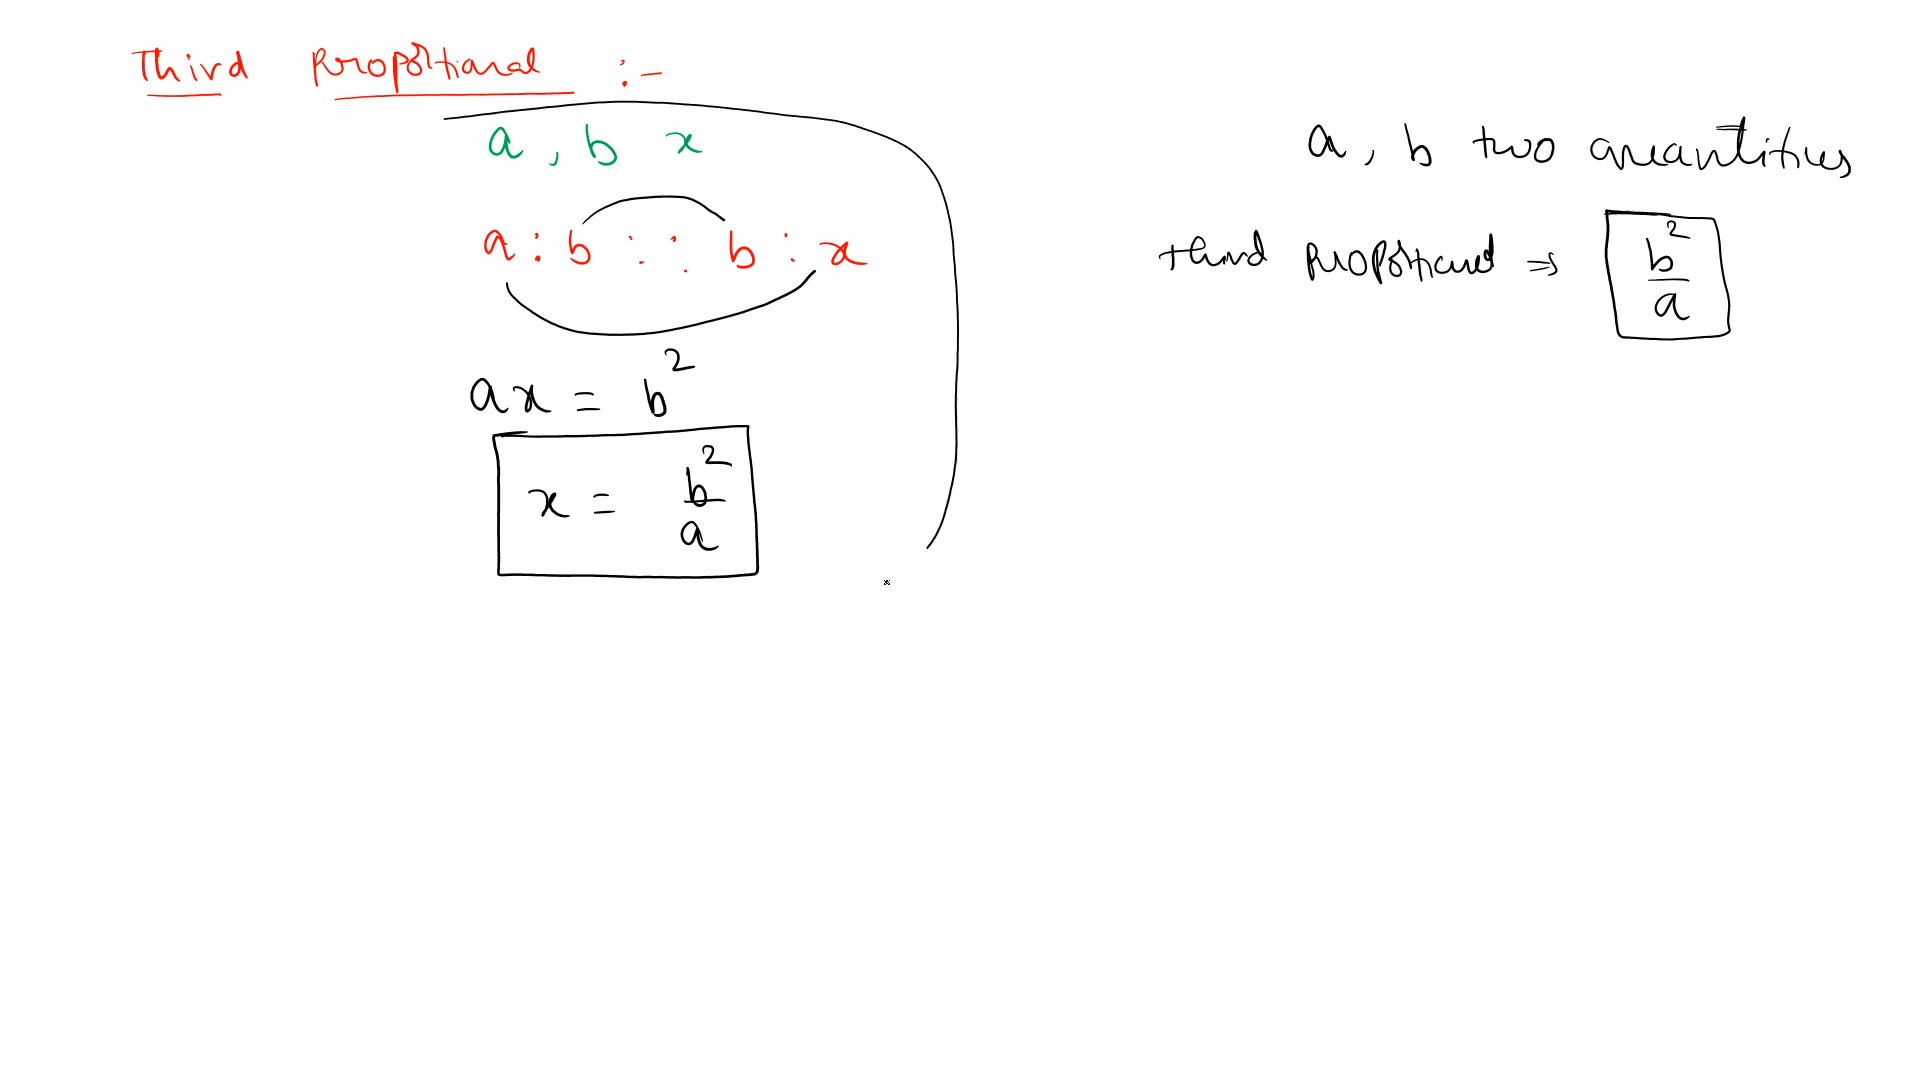 Third Proportional :-
a , b x
a : b :: b : x
ax = b²
x = b²/a
a, b two quantities
third proportional ⇒ b²/a